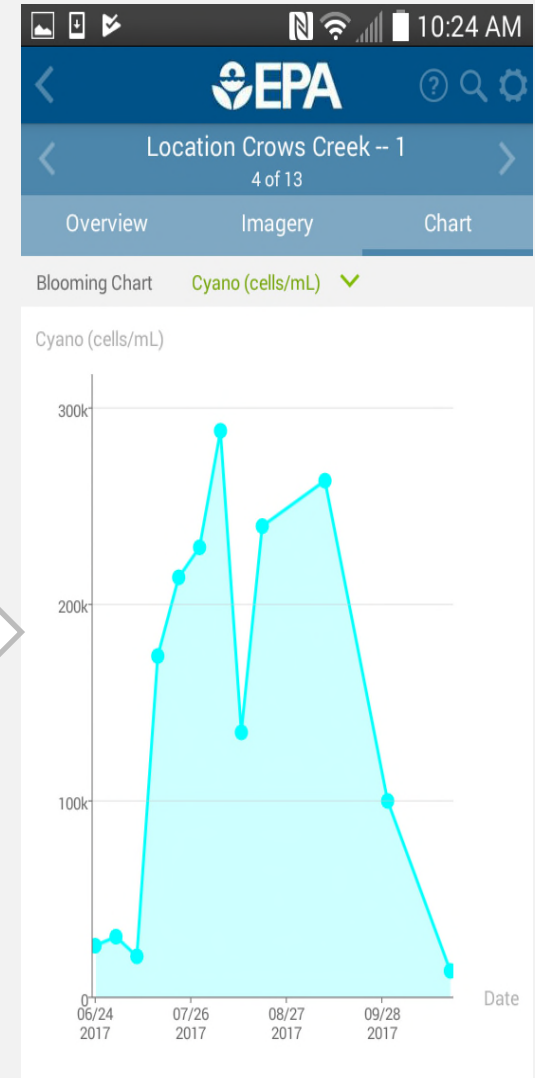 10:24 AM
EPA
Location Crows Creek -- 1
4 of 13
Overview Imagery Chart
Blooming Chart Cyano (cells/mL)
Cyano (cells/mL)
300k
200k
100k
0
Date
06/24 07/26 08/27 09/28
2017 2017 2017 2017